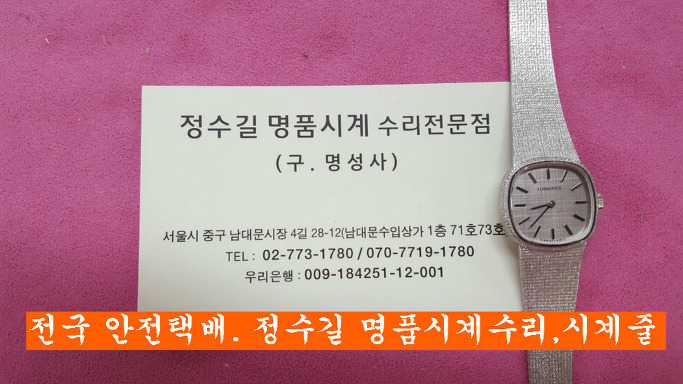 정수길 명품시계 수리전문점
(구. 명성사)
서울시 중구 남대문시장 4길 28-12(남대문수입상가 1층 71호73호
TEL : 02-773-1780 / 070-7719-1780
우리은행 : 009-184251-12-001
LONGINES
전국 안전택배. 정수길 명품시계수리,시계줄